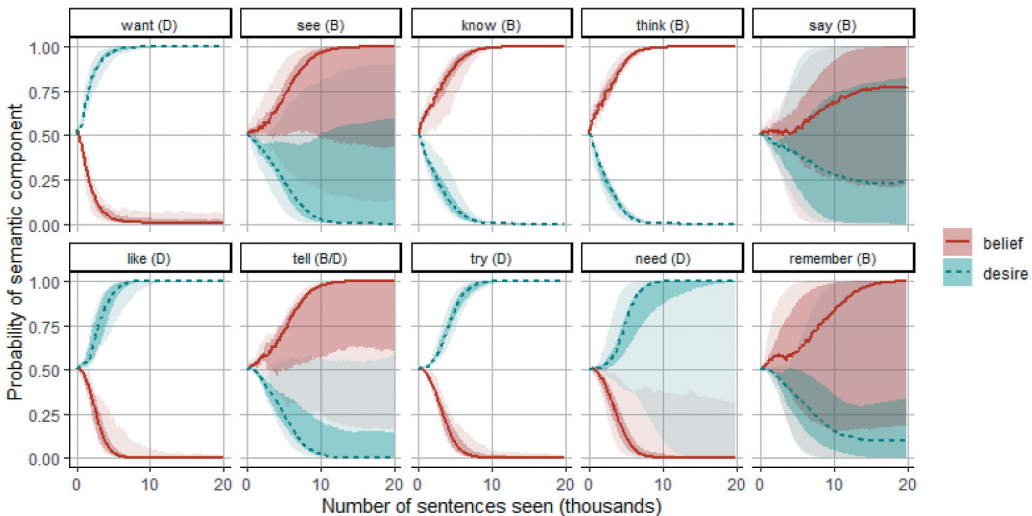 want (D) see (B) know (B) think (B) say (B)
1.00
0.75
0.50
0.25
0.00
like (D) tell (B/D) try (D) need (D) remember (B)
1.00
0.75
0.50
0.25
0.00
0 10 20 0 10 20 0 10 20 0 10 20 0 10 20
Number of sentences seen (thousands)
Probability of semantic component
belief
desire